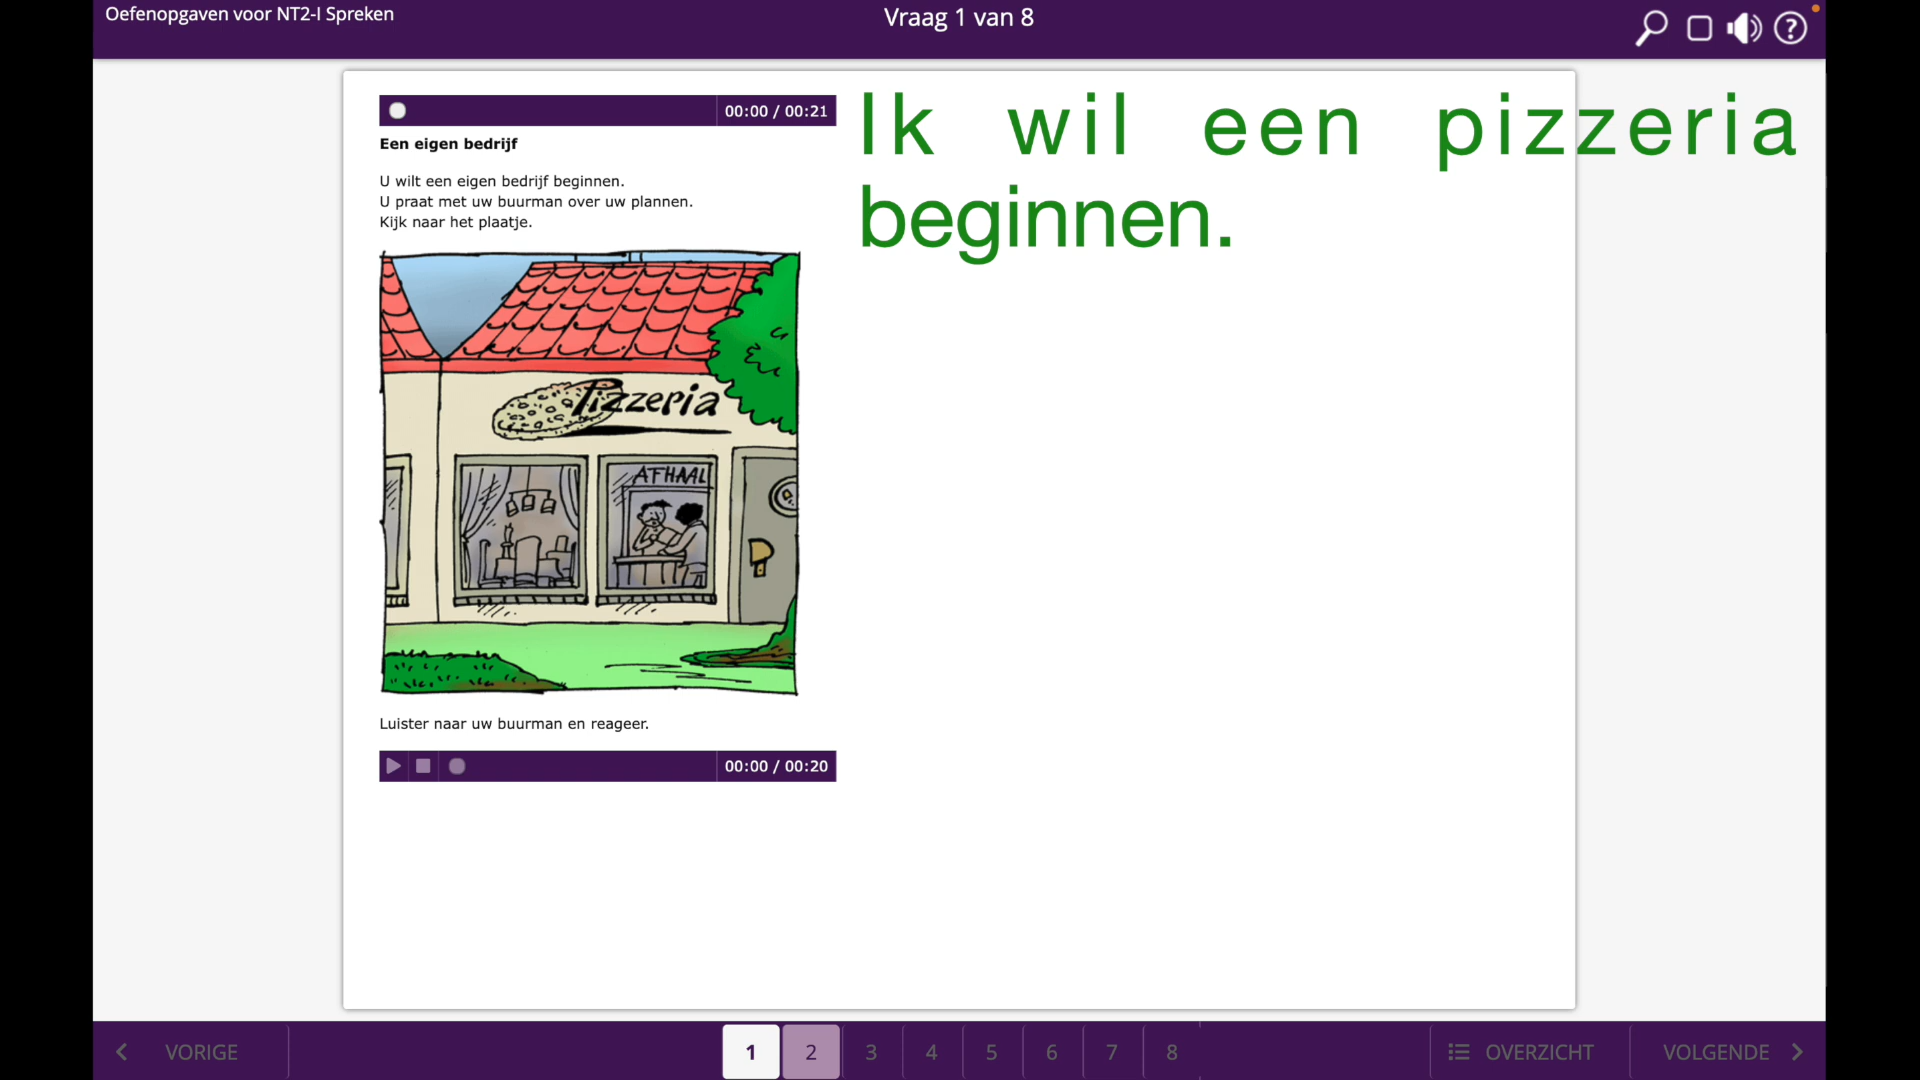 Oefenopgaven voor NT2-I Spreken
Vraag 1 van 8
00:00 / 00:21
Een eigen bedrijf
U wilt een eigen bedrijf beginnen.
U praat met uw buurman over uw plannen.
Kijk naar het plaatje.
Pizzeria
AFHAAL
Luister naar uw buurman en reageer.
00:00 / 00:20
Ik wil een pizzeria
beginnen.
VORIGE
1 2 3 4 5 6 7 8
OVERZICHT
VOLGENDE